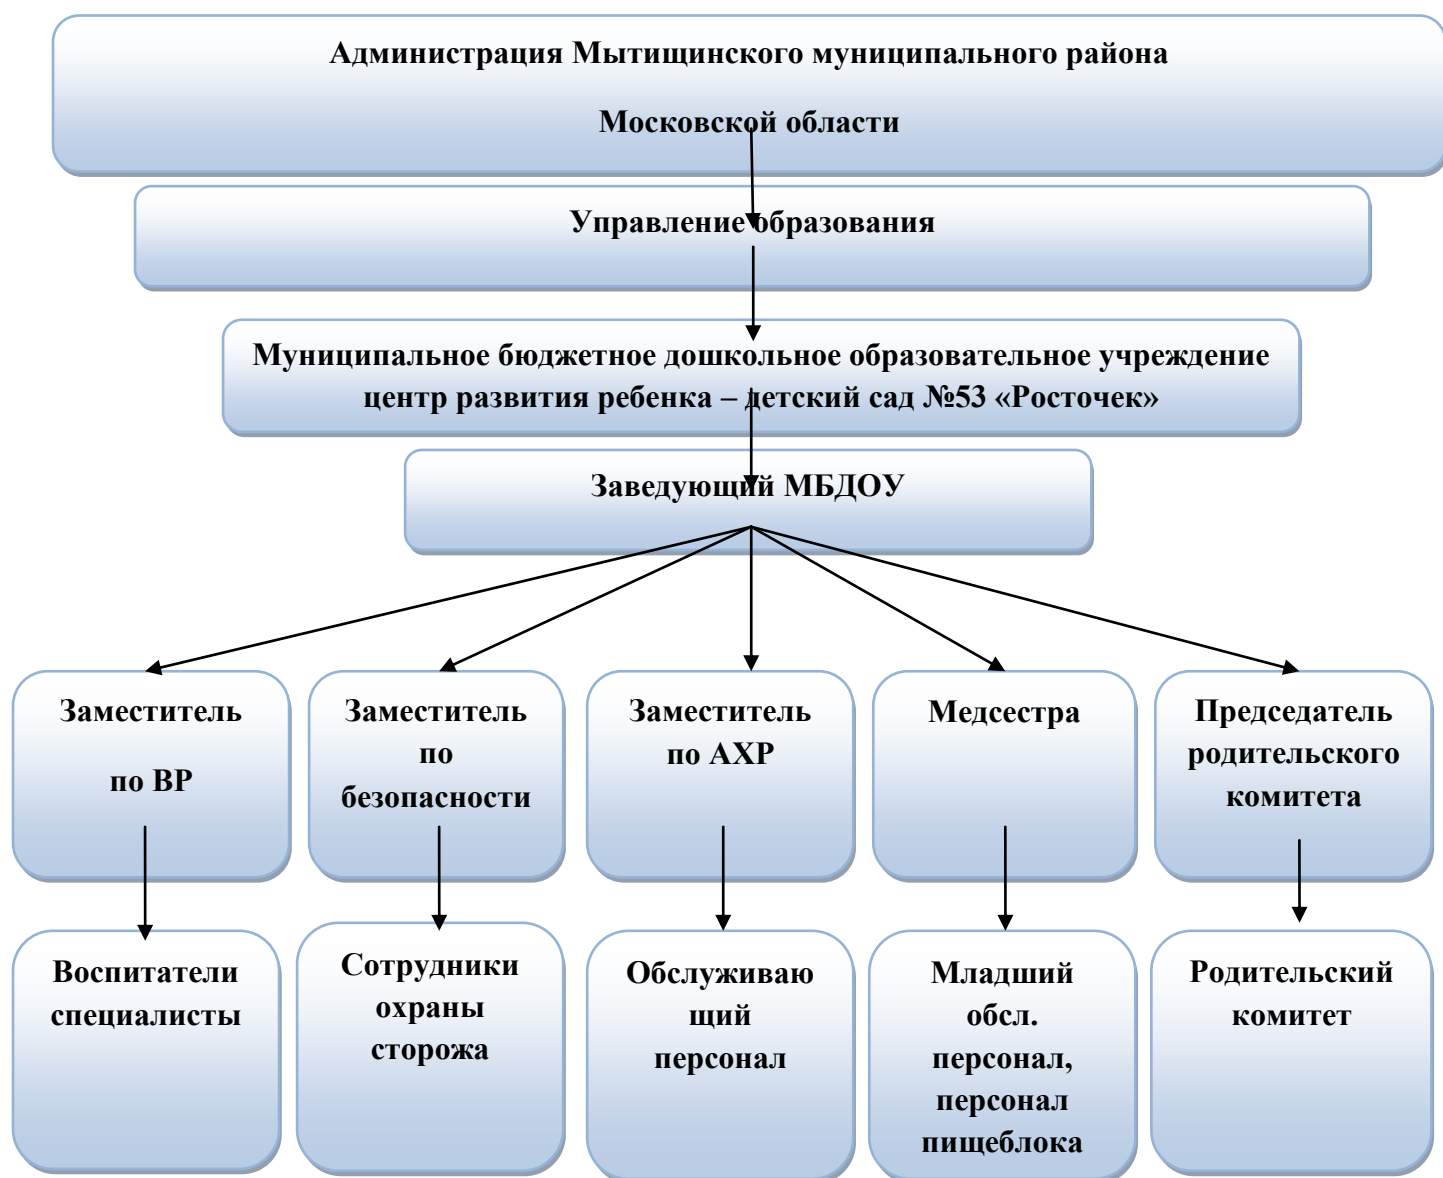 Администрация Мытищинского муниципального района
Московской области
Управление образования
Муниципальное бюджетное дошкольное образовательное учреждение
центр развития ребенка – детский сад №53 «Росточек»
Заведующий МБДОУ
Заместитель
по ВР
Заместитель
по
безопасности
Заместитель
по АХР
Медсестра
Председатель
родительского
комитета
Воспитатели
специалисты
Сотрудники
охраны
сторожа
Обслуживаю
щий
персонал
Младший
обсл.
персонал,
персонал
пищеблока
Родительский
комитет